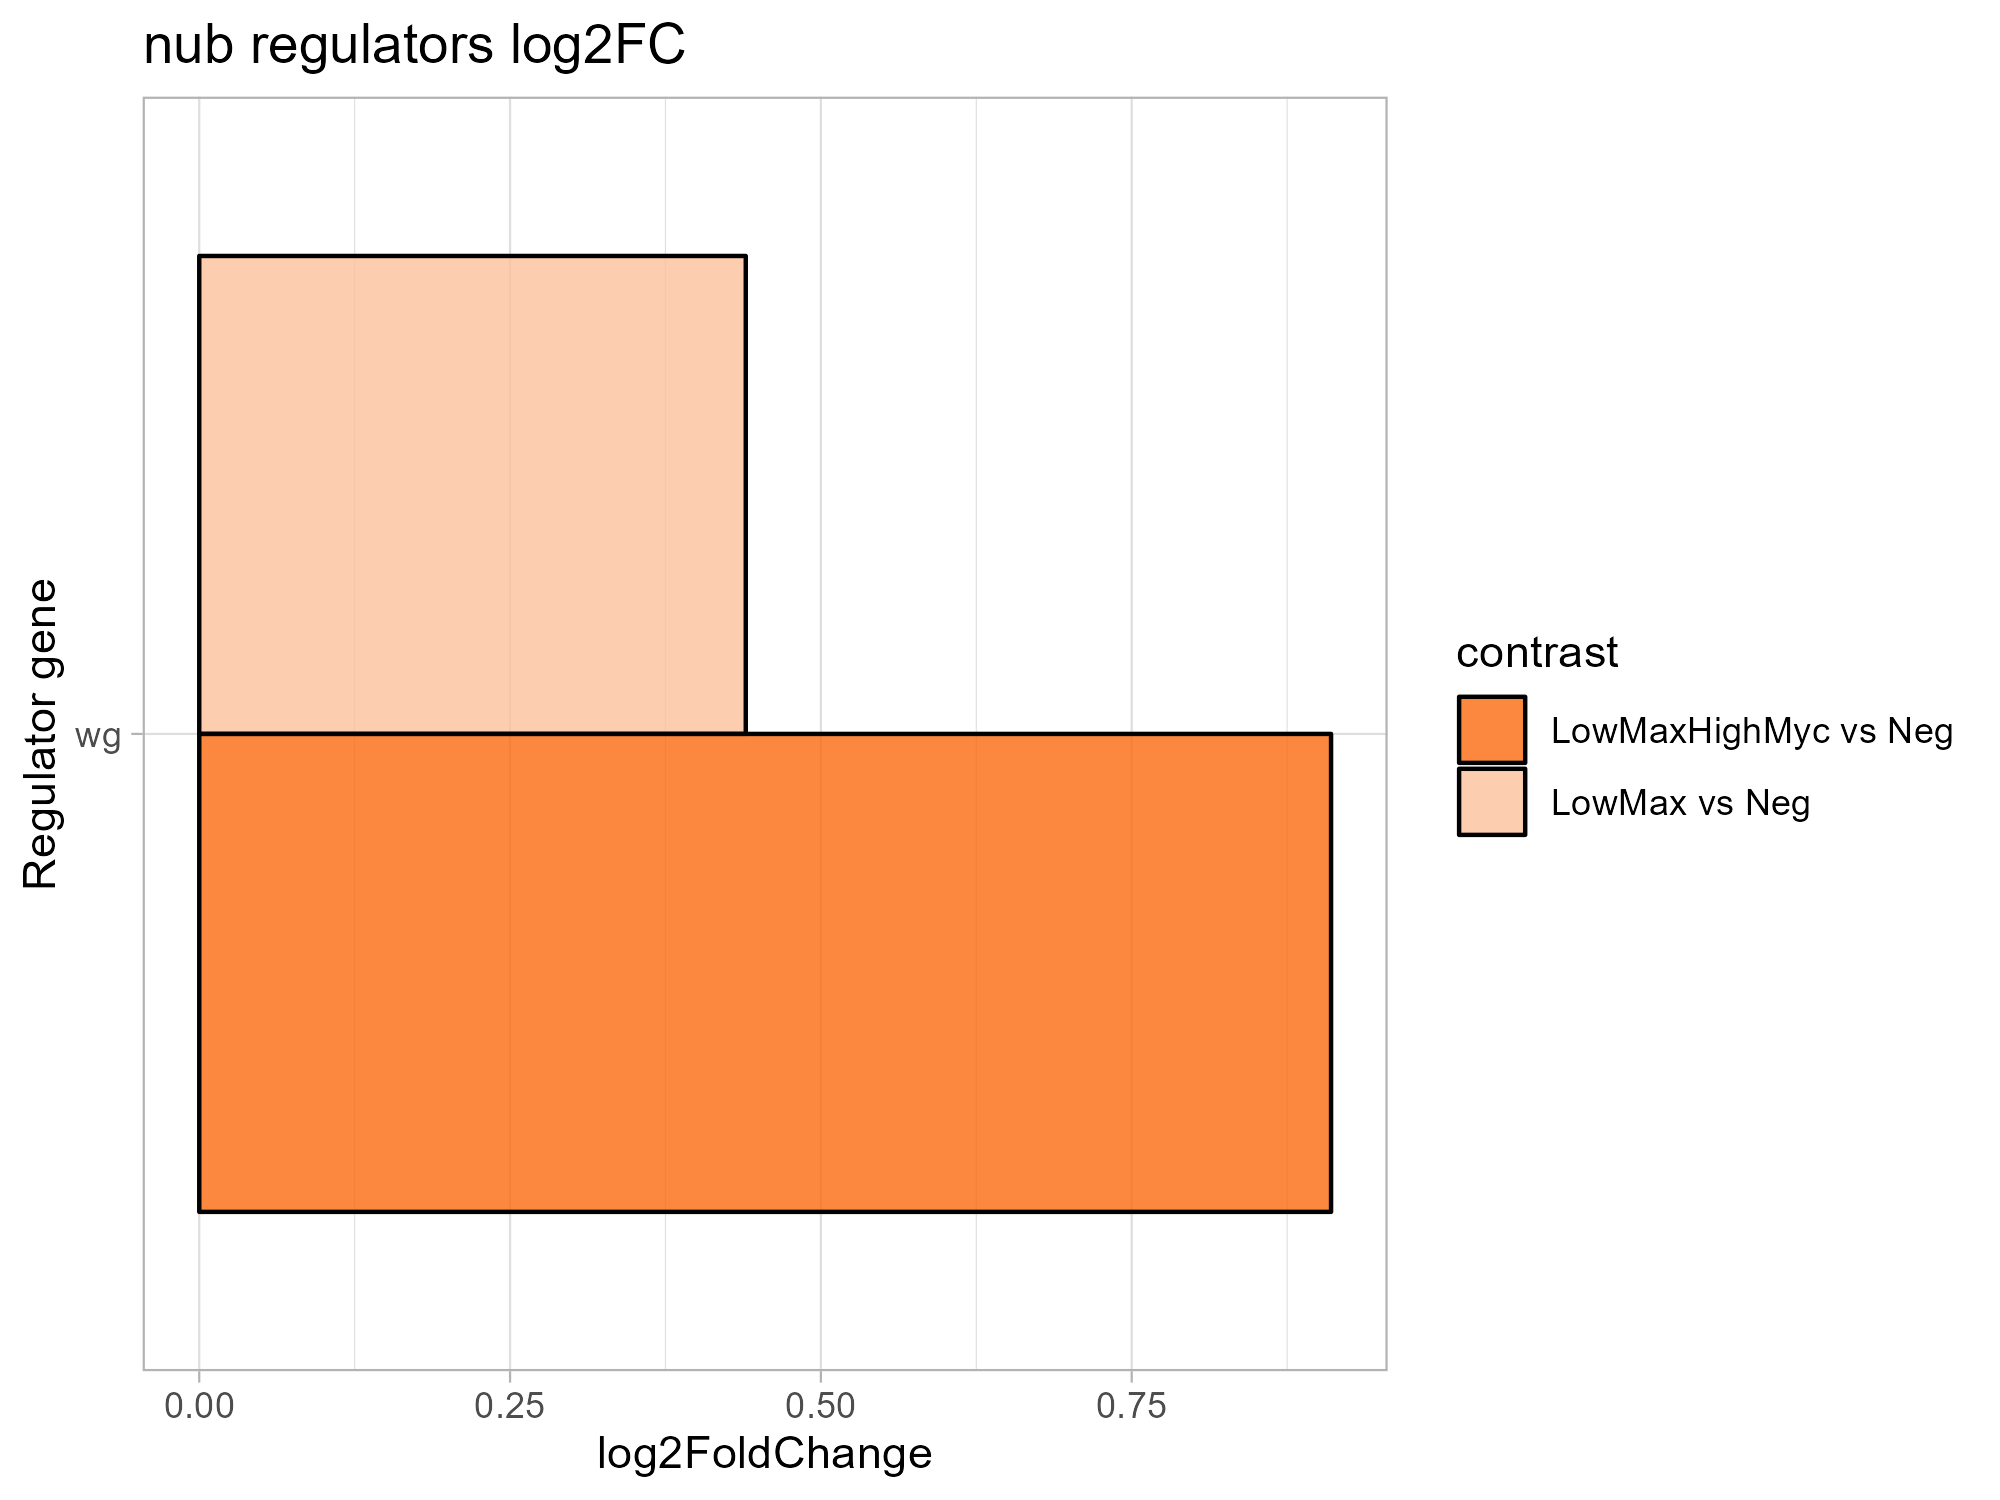 nub regulators log2FC
Regulator gene
wg
0.00 0.25 0.50 0.75
log2FoldChange
contrast
LowMaxHighMyc vs Neg
LowMax vs Neg